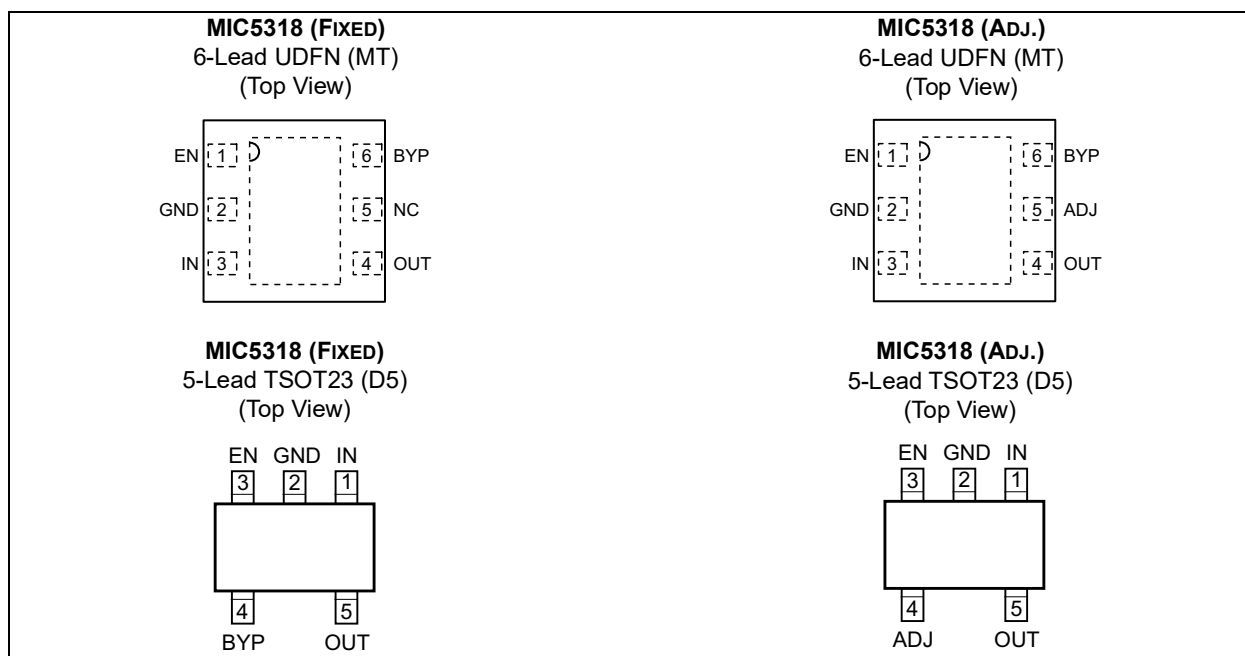 MIC5318 (FIXED)
6-Lead UDFN (MT)
(Top View)
EN 1 6 BYP
GND 2 5 NC
IN 3 4 OUT
MIC5318 (ADJ.)
6-Lead UDFN (MT)
(Top View)
EN 1 6 BYP
GND 2 5 ADJ
IN 3 4 OUT
MIC5318 (FIXED)
5-Lead TSOT23 (D5)
(Top View)
EN GND IN
3 2 1
4 5
BYP OUT
MIC5318 (ADJ.)
5-Lead TSOT23 (D5)
(Top View)
EN GND IN
3 2 1
4 5
ADJ OUT